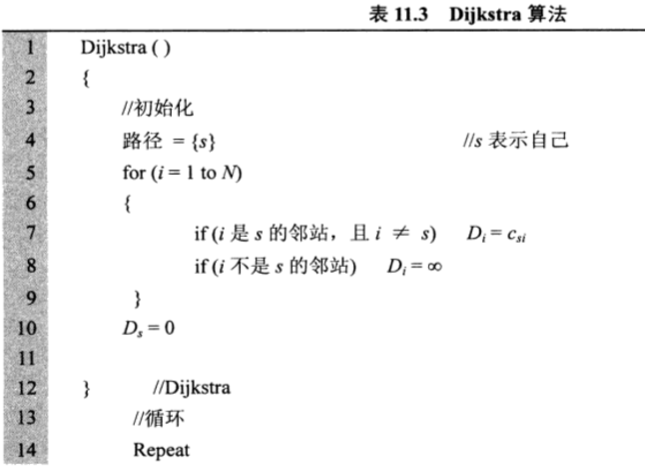 表 11.3 Dijkstra 算法
1 Dijkstra ( )
2 {
3 //初始化
4 路径 = {s} //s 表示自己
5 for (i = 1 to N)
6 {
7 if (i 是 s 的邻站，且 i ≠ s) Di = csi
8 if (i 不是 s 的邻站) Di = ∞
9 }
10 Ds = 0
11
12 } //Dijkstra
13 //循环
14 Repeat